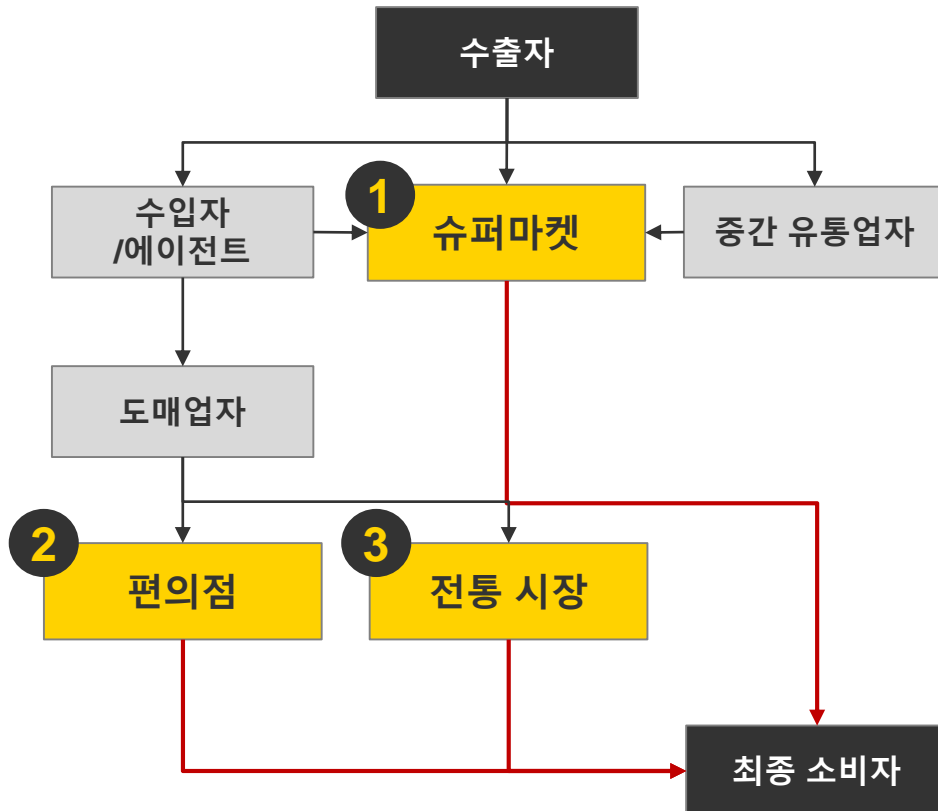 수출자
수입자
/에이전트
1
슈퍼마켓
중간 유통업자
도매업자
2
편의점
3
전통 시장
최종 소비자